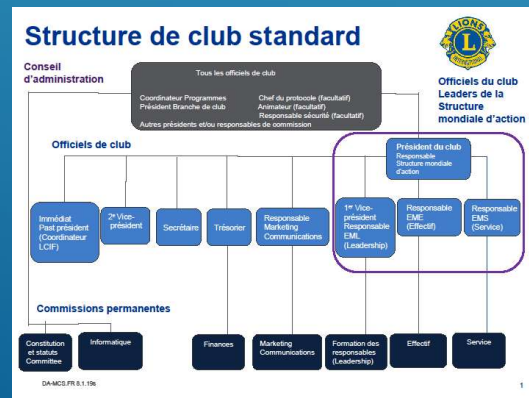 Structure de club standard
LIONS
L
INTERNATIONAL
Conseil
d'administration
Tous les officiels de club
Coordinateur Programmes
Président Branche de club
Chef du protocole (facultatif)
Animateur (facultatif)
Responsable sécurité (facultatif)
Autres présidents et/ou responsables de commission
Officiels du club
Leaders de la
Structure
mondiale d'action
Officiels de club
Président du club
Responsable
Structure mondiale
d'action
Immédiat
Past président
(Coordinateur
LCIF)
2e Vice-
président
Secrétaire
Trésorier
Responsable
Marketing
Communications
1er Vice-
président
Responsable
EML
(Leadership)
Responsable
EME
(Effectif)
Responsable
EMS
(Service)
Commissions permanentes
Constitution
et statuts
Committee
Informatique
Finances
Marketing
Communications
Formation des
responsables
(Leadership)
Effectif
Service
DA-MCS.FR 8.1.19s
1